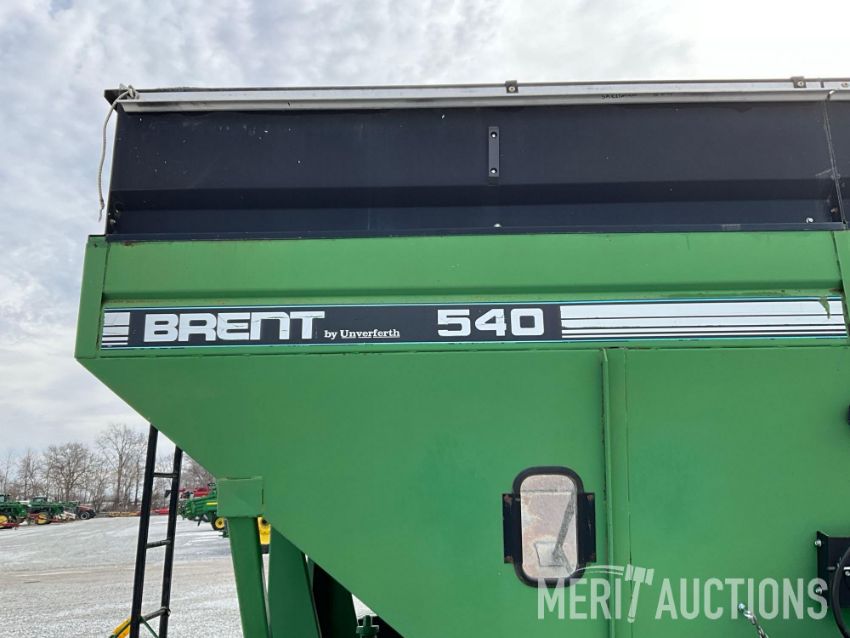 BRENT by Unverferth 540
MERIT AUCTIONS